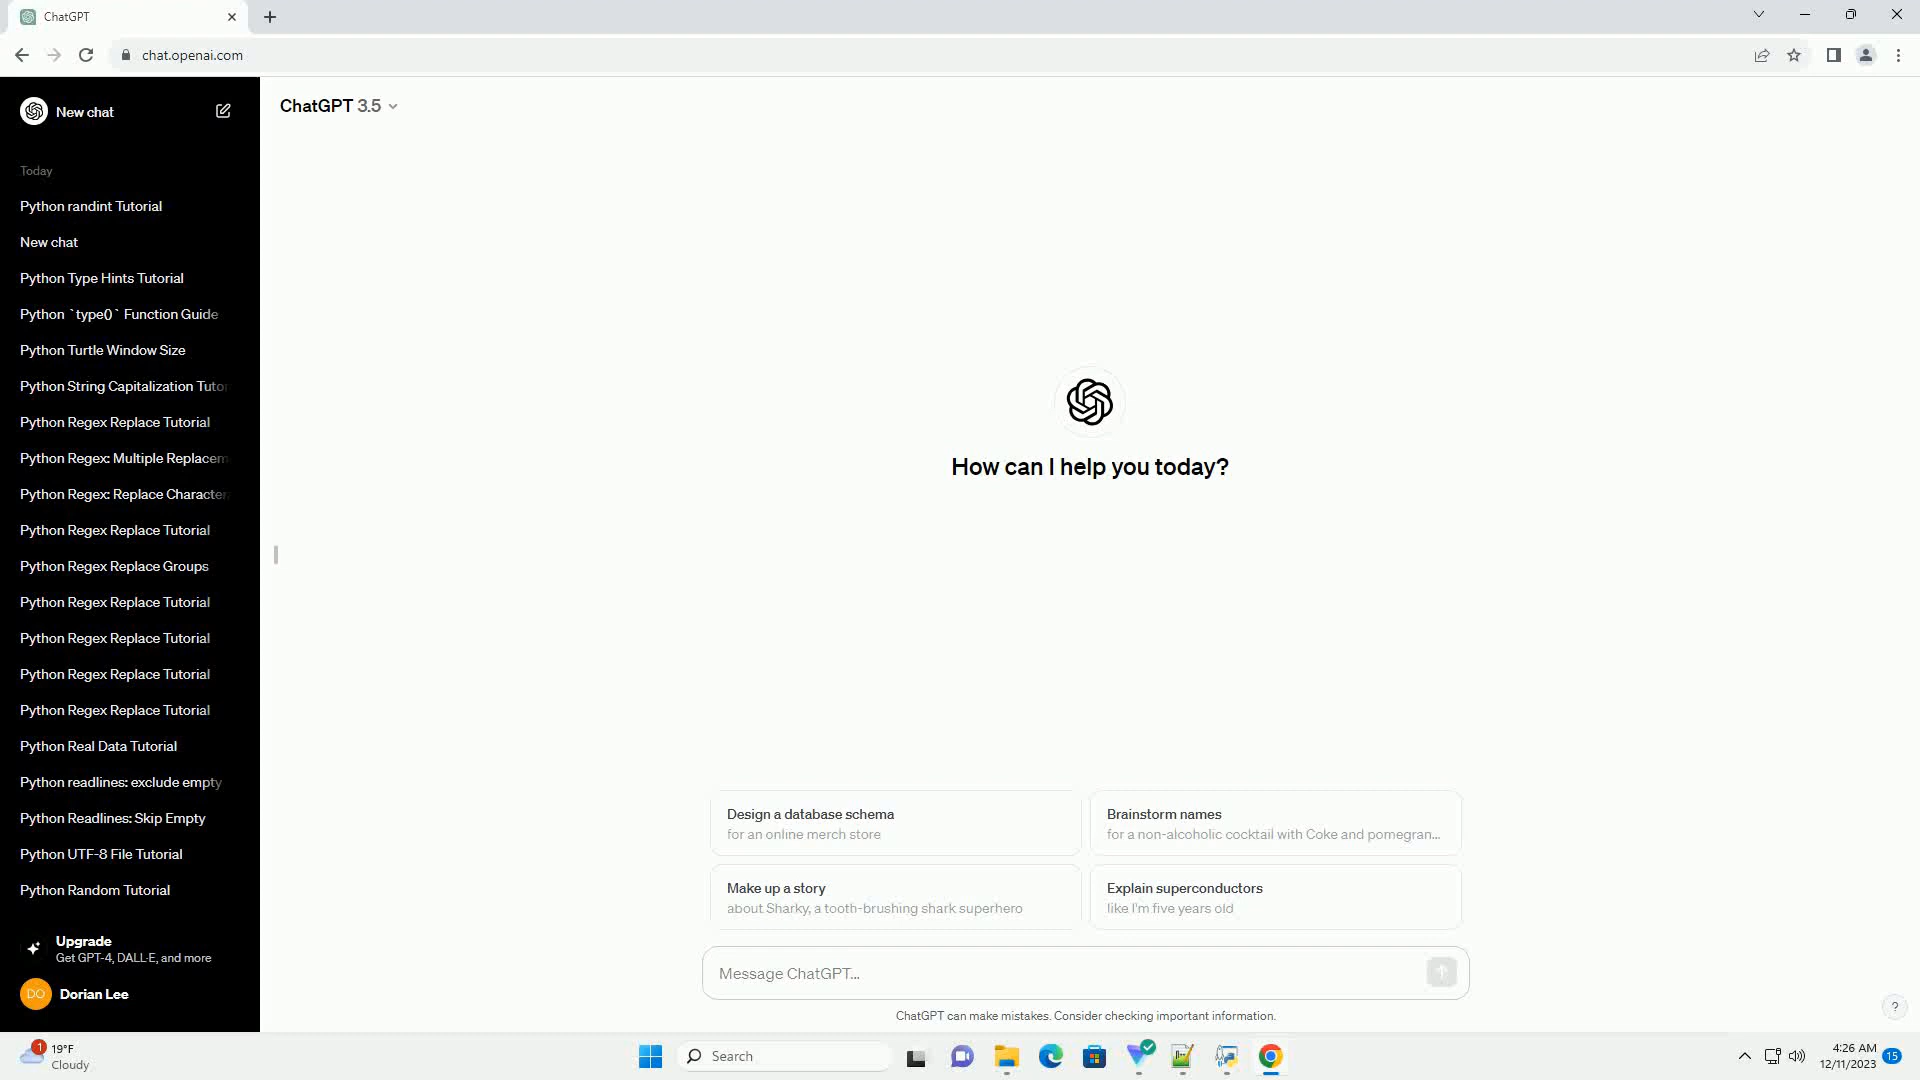 ChatGPT
chat.openai.com
New chat
ChatGPT 3.5
Today
Python randint Tutorial
New chat
Python Type Hints Tutorial
Python `type()` Function Guide
Python Turtle Window Size
Python String Capitalization Tutor
Python Regex Replace Tutorial
Python Regex: Multiple Replacem
Python Regex: Replace Character
Python Regex Replace Tutorial
Python Regex Replace Groups
Python Regex Replace Tutorial
Python Regex Replace Tutorial
Python Regex Replace Tutorial
Python Regex Replace Tutorial
Python Real Data Tutorial
Python readlines: exclude empty
Python Readlines: Skip Empty
Python UTF-8 File Tutorial
Python Random Tutorial
Upgrade
Get GPT-4, DALL·E, and more
DO
Dorian Lee
How can I help you today?
Design a database schema
for an online merch store
Brainstorm names
for a non-alcoholic cocktail with Coke and pomegran...
Make up a story
about Sharky, a tooth-brushing shark superhero
Explain superconductors
like I'm five years old
Message ChatGPT...
ChatGPT can make mistakes. Consider checking important information.
?
1
19°F
Cloudy
Search
4:26 AM
12/11/2023
15